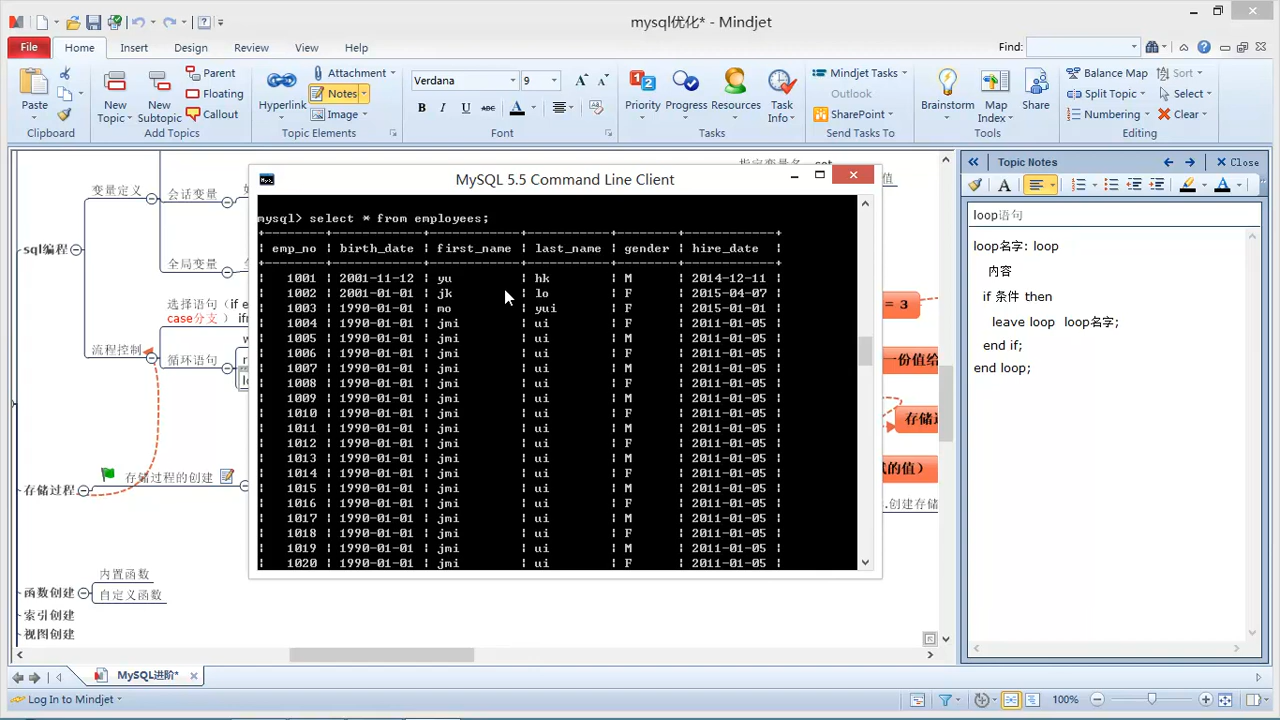 mysql优化* - Mindjet
File Home Insert Design Review View Help Find:
Paste
Clipboard
New Topic New Subtopic Parent Floating Callout
Add Topics
Hyperlink Attachment Notes Image
Topic Elements
Verdana 9
B I U abc A
Font
Priority Progress Resources Task Info
Tasks
Mindjet Tasks
Outlook
SharePoint
Send Tasks To
Brainstorm Map Index Share
Tools
Balance Map Sort
Split Topic Select
Numbering Clear
Editing
sql编程
变量定义
会话变量
全局变量
选择语句（if e
case分支 ） if
流程控制
循环语句
存储过程的创建
存储过程
内置函数
函数创建
自定义函数
索引创建
视图创建
= 3
一份值给
的值）
.创建存储
MySQL 5.5 Command Line Client
mysql> select * from employees;
emp_no | birth_date | first_name | last_name | gender | hire_date
1001 | 2001-11-12 | yu | hk | M | 2014-12-11
1002 | 2001-01-01 | jk | lo | F | 2015-04-07
1003 | 1990-01-01 | mo | yui | F | 2015-01-01
1004 | 1990-01-01 | jmi | ui | F | 2011-01-05
1005 | 1990-01-01 | jmi | ui | M | 2011-01-05
1006 | 1990-01-01 | jmi | ui | F | 2011-01-05
1007 | 1990-01-01 | jmi | ui | M | 2011-01-05
1008 | 1990-01-01 | jmi | ui | F | 2011-01-05
1009 | 1990-01-01 | jmi | ui | M | 2011-01-05
1010 | 1990-01-01 | jmi | ui | F | 2011-01-05
1011 | 1990-01-01 | jmi | ui | M | 2011-01-05
1012 | 1990-01-01 | jmi | ui | F | 2011-01-05
1013 | 1990-01-01 | jmi | ui | M | 2011-01-05
1014 | 1990-01-01 | jmi | ui | F | 2011-01-05
1015 | 1990-01-01 | jmi | ui | M | 2011-01-05
1016 | 1990-01-01 | jmi | ui | F | 2011-01-05
1017 | 1990-01-01 | jmi | ui | M | 2011-01-05
1018 | 1990-01-01 | jmi | ui | F | 2011-01-05
1019 | 1990-01-01 | jmi | ui | M | 2011-01-05
1020 | 1990-01-01 | jmi | ui | F | 2011-01-05
Topic Notes Close
loop语句
loop名字: loop
内容
if 条件 then
leave loop loop名字;
end if;
end loop;
MySQL进阶*
Log In to Mindjet 100%